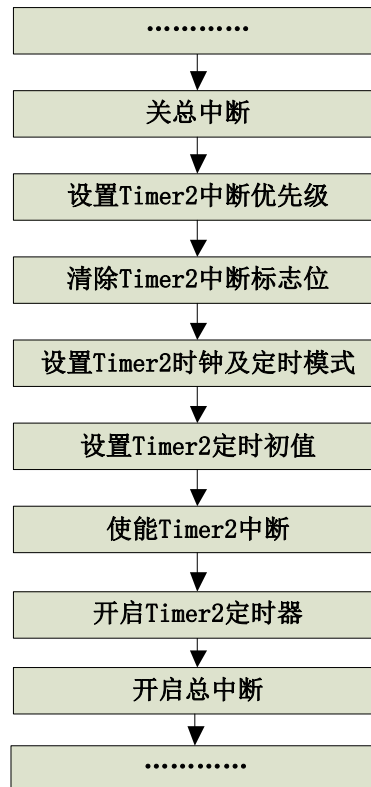 …………
关总中断
设置Timer2中断优先级
清除Timer2中断标志位
设置Timer2时钟及定时模式
设置Timer2定时初值
使能Timer2中断
开启Timer2定时器
开启总中断
…………